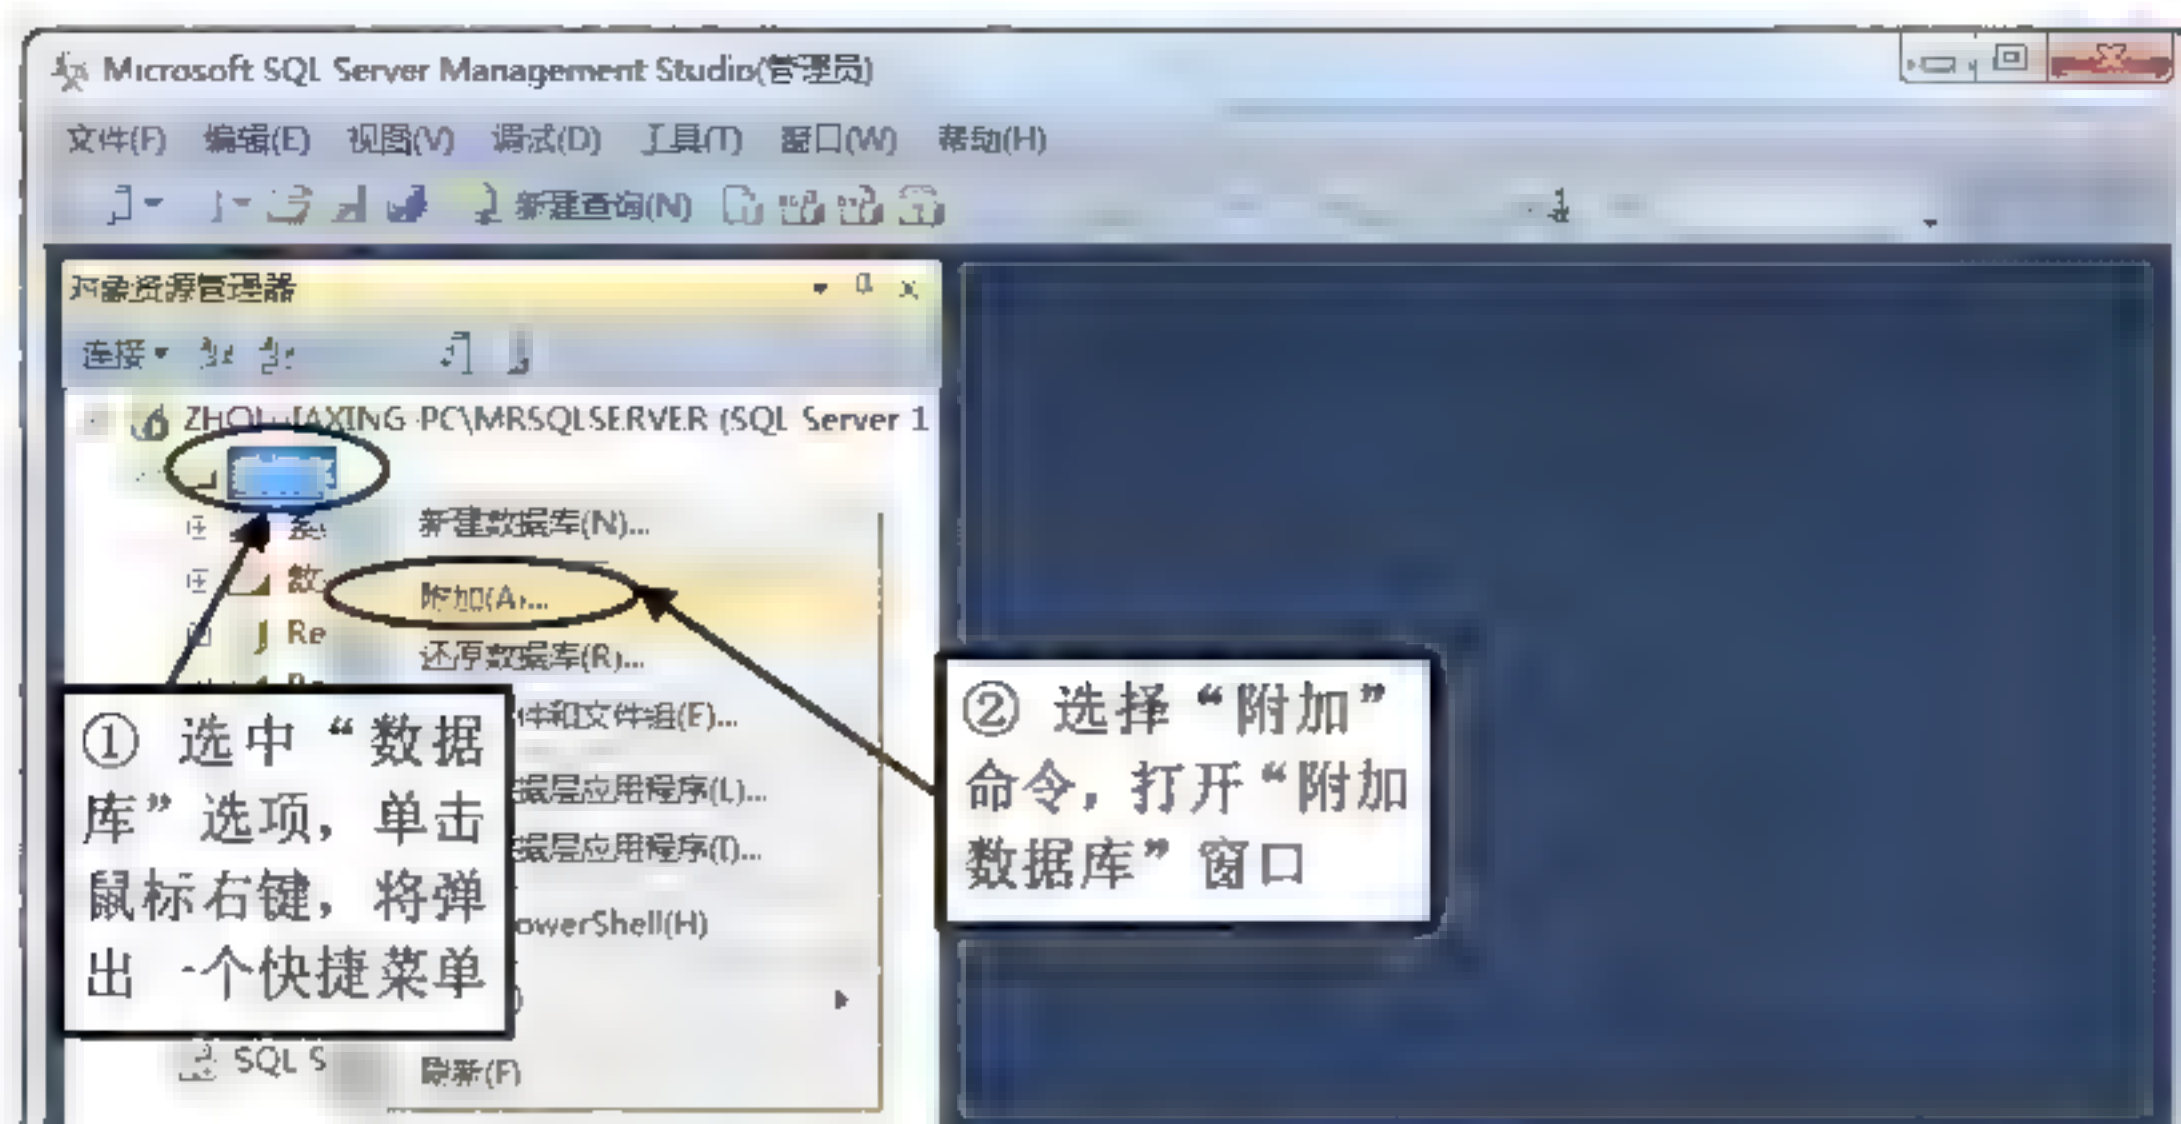 Microsoft SQL Server Management Studio(管理员)
文件(F) 编辑(E) 视图(V) 调试(D) 工具(T) 窗口(W) 帮助(H)
新建查询(N)
对象资源管理器
连接
PC\MRSQLSERVER (SQL Server 1
新建数据库(N)...
数
附加(A)...
Re
还原数据库(R)...
件和文件组(F)...
据层应用程序(L)...
据层应用程序(I)...
owerShell(H)
SQL S
刷新(F)
① 选中“数据
库”选项，单击
鼠标右键，将弹
出一个快捷菜单
② 选择“附加”
命令，打开“附加
数据库”窗口